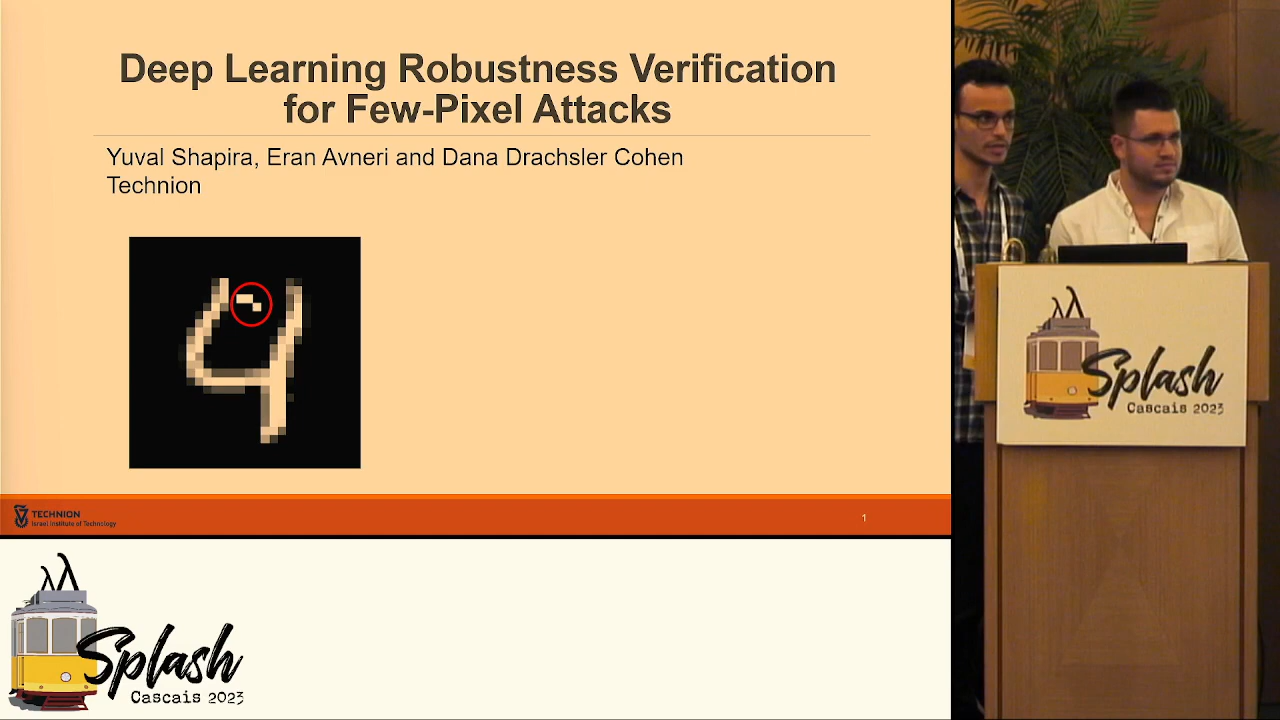 Deep Learning Robustness Verification
for Few-Pixel Attacks
Yuval Shapira, Eran Avneri and Dana Drachsler Cohen
Technion
TECHNION
Israel Institute of Technology
1
Splash
Cascais 2023
Splash
Cascais 2023